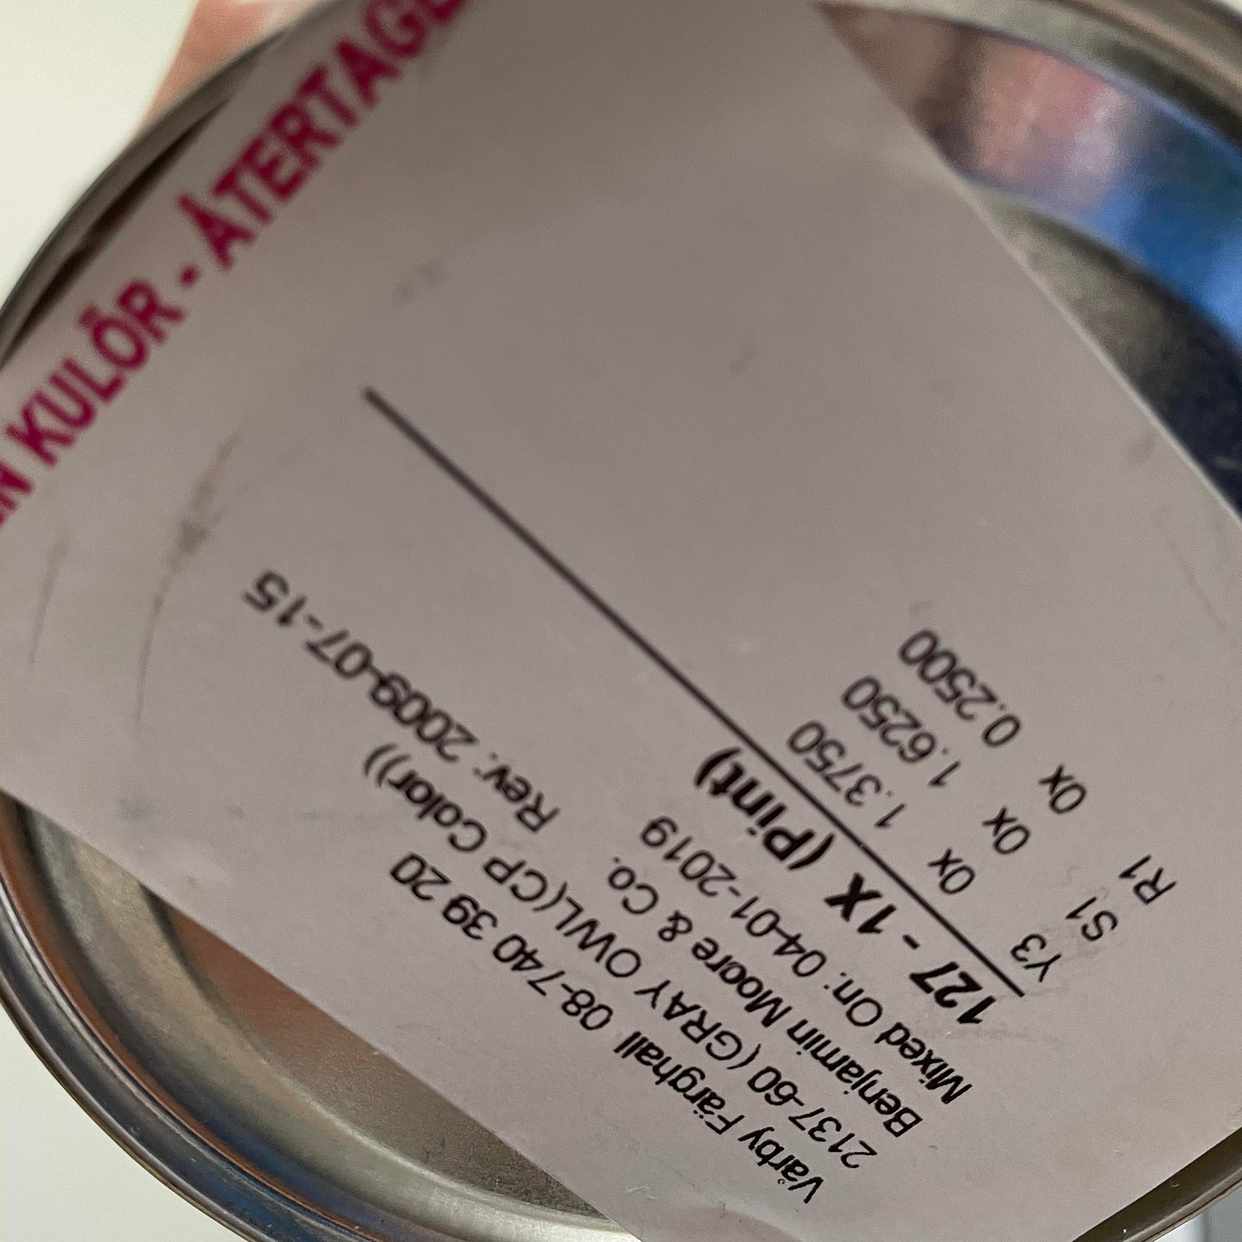 Vårby Färghall 08-740 39 20
2137-60 (GRAY OWL(CP Color))
Benjamin Moore & Co. Rev: 2009-07-15
Mixed On: 04-01-2019
127 - 1X (Pint)
Y3 0x 1.3750
S1 0x 1.6250
R1 0x 0.2500
KULÖR - ÅTERTAGE